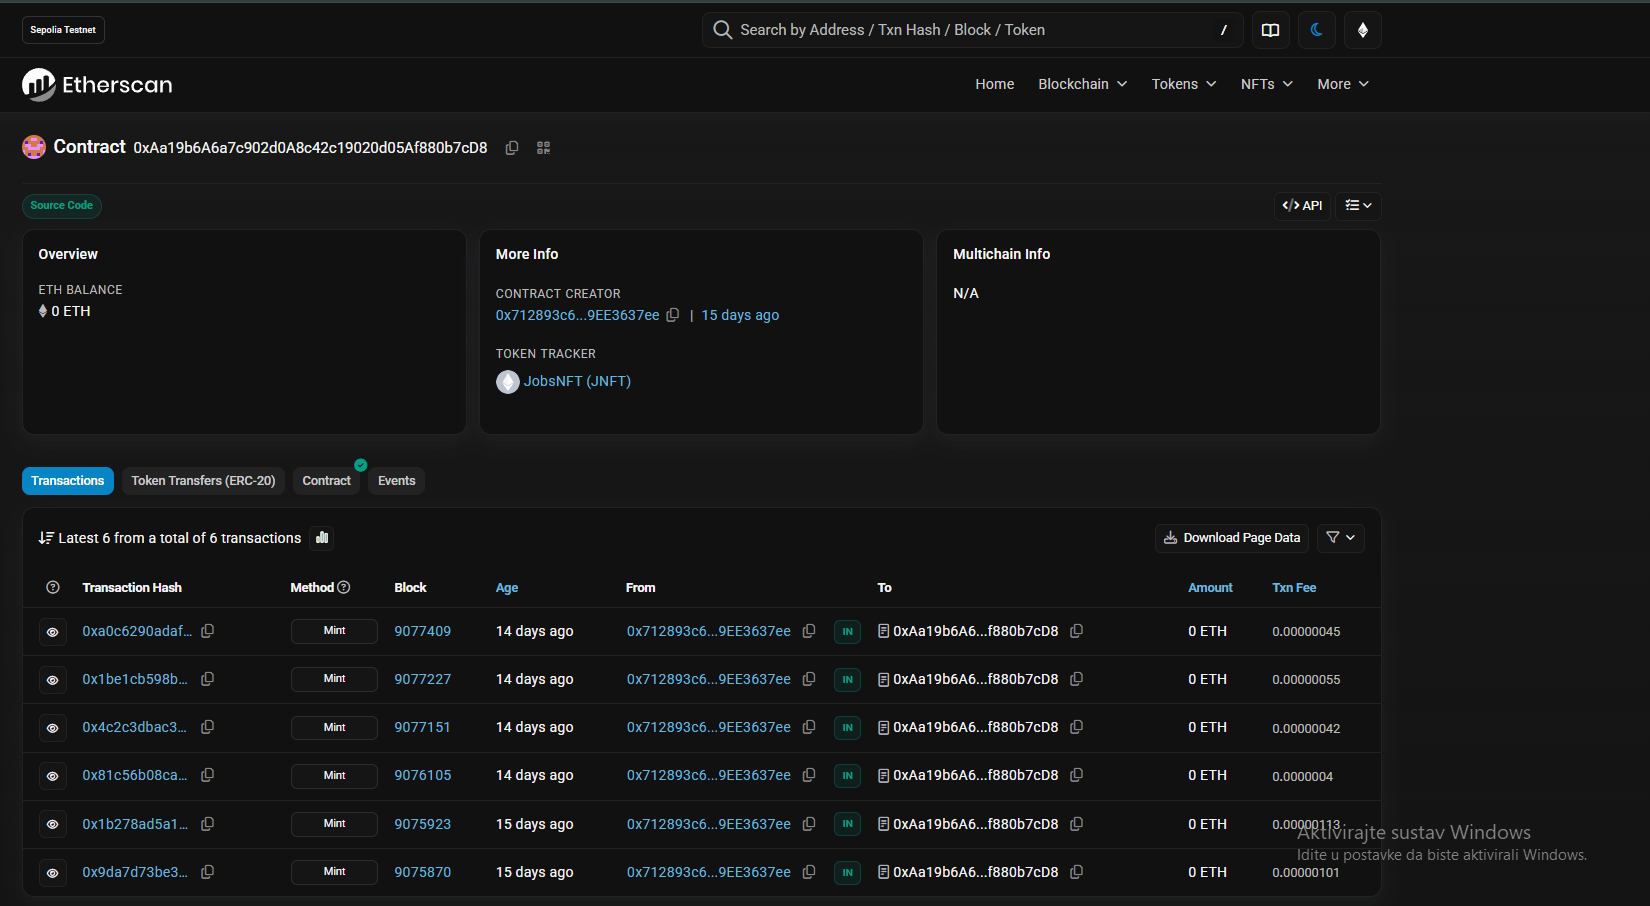 Sepolia Testnet
Search by Address / Txn Hash / Block / Token /
Etherscan
Home Blockchain Tokens NFTs More
Contract 0xAa19b6A6a7c902d0A8c42c19020d05Af880b7cD8
Source Code
</> API
Overview
ETH BALANCE
0 ETH
More Info
CONTRACT CREATOR
0x712893c6...9EE3637ee | 15 days ago
TOKEN TRACKER
JobsNFT (JNFT)
Multichain Info
N/A
Transactions Token Transfers (ERC-20) Contract Events
Latest 6 from a total of 6 transactions
Download Page Data
Transaction Hash Method Block Age From To Amount Txn Fee
0xa0c6290adaf... Mint 9077409 14 days ago 0x712893c6...9EE3637ee IN 0xAa19b6A6...f880b7cD8 0 ETH 0.00000045
0x1be1cb598b... Mint 9077227 14 days ago 0x712893c6...9EE3637ee IN 0xAa19b6A6...f880b7cD8 0 ETH 0.00000055
0x4c2c3dbac3... Mint 9077151 14 days ago 0x712893c6...9EE3637ee IN 0xAa19b6A6...f880b7cD8 0 ETH 0.00000042
0x81c56b08ca... Mint 9076105 14 days ago 0x712893c6...9EE3637ee IN 0xAa19b6A6...f880b7cD8 0 ETH 0.0000004
0x1b278ad5a1... Mint 9075923 15 days ago 0x712893c6...9EE3637ee IN 0xAa19b6A6...f880b7cD8 0 ETH 0.00000113
0x9da7d73be3... Mint 9075870 15 days ago 0x712893c6...9EE3637ee IN 0xAa19b6A6...f880b7cD8 0 ETH 0.00000101
Aktivirajte sustav Windows
Idite u postavke da biste aktivirali Windows.